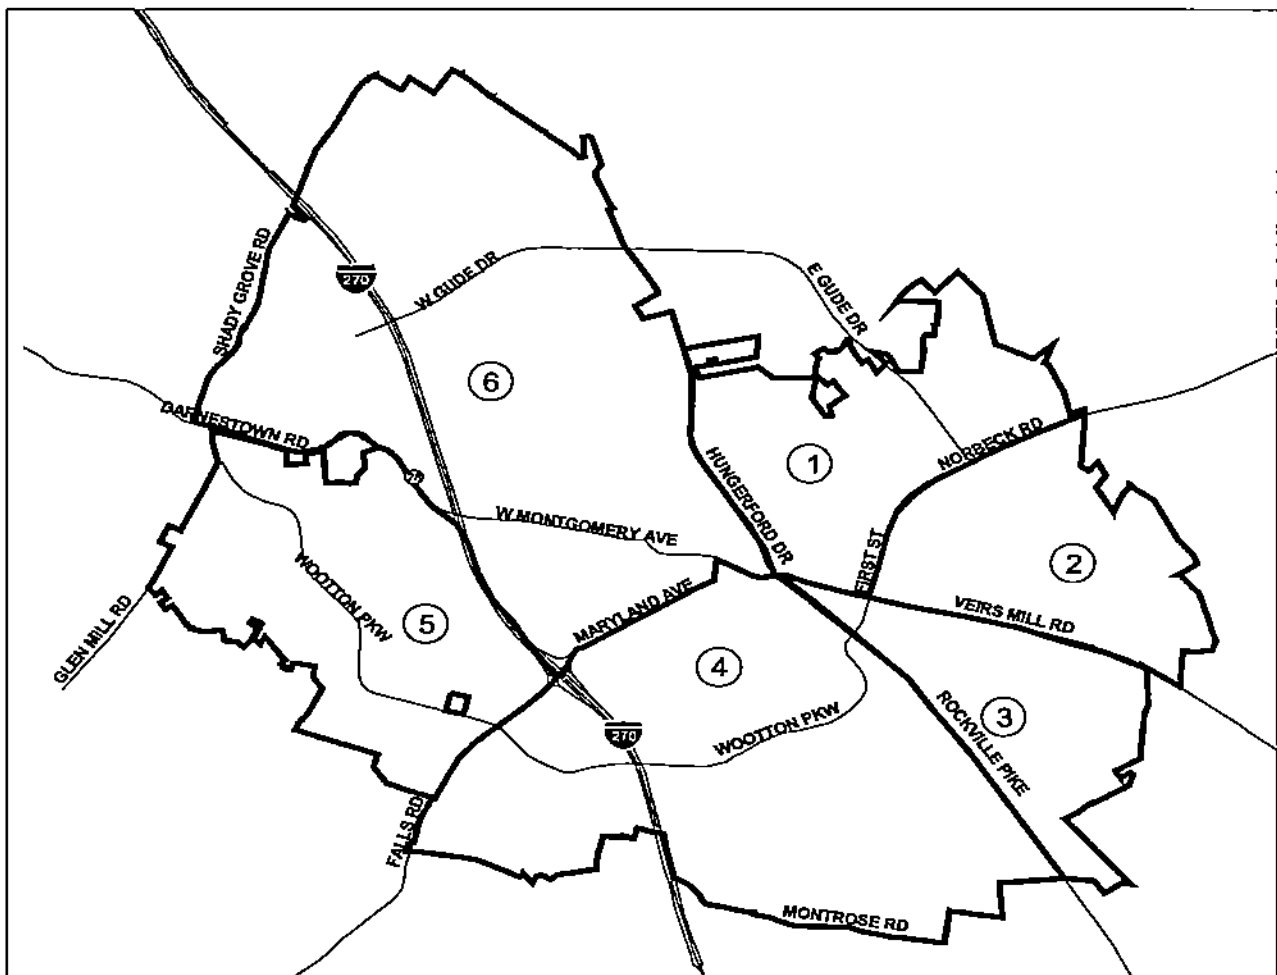 SHADY GROVE RD
270
W GUDE DR
E GUDE DR
6
DARNESTOWN RD
NORBECK RD
1
HUNGERFORD DR
W MONTGOMERY AVE
FIRST ST
2
WOOTTON PKW
GLEN MILL RD
5
MARYLAND AVE
VEIRS MILL RD
4
3
ROCKVILLE PIKE
WOOTTON PKW
270
FALLS RD
MONTROSE RD